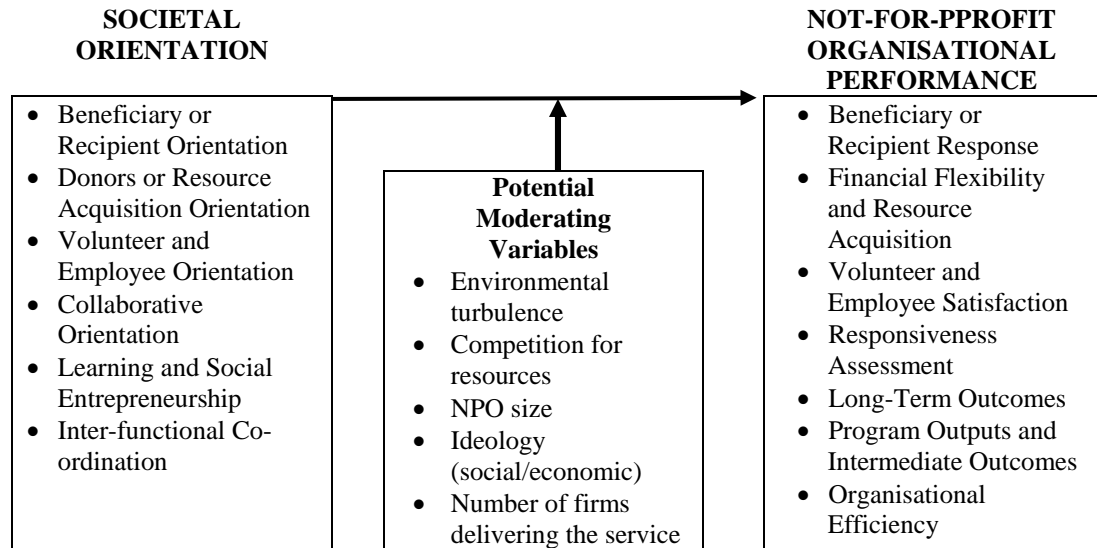 SOCIETAL
ORIENTATION
• Beneficiary or
Recipient Orientation
• Donors or Resource
Acquisition Orientation
• Volunteer and
Employee Orientation
• Collaborative
Orientation
• Learning and Social
Entrepreneurship
• Inter-functional Co-
ordination
Potential
Moderating
Variables
• Environmental
turbulence
• Competition for
resources
• NPO size
• Ideology
(social/economic)
• Number of firms
delivering the service
NOT-FOR-PPROFIT
ORGANISATIONAL
PERFORMANCE
• Beneficiary or
Recipient Response
• Financial Flexibility
and Resource
Acquisition
• Volunteer and
Employee Satisfaction
• Responsiveness
Assessment
• Long-Term Outcomes
• Program Outputs and
Intermediate Outcomes
• Organisational
Efficiency